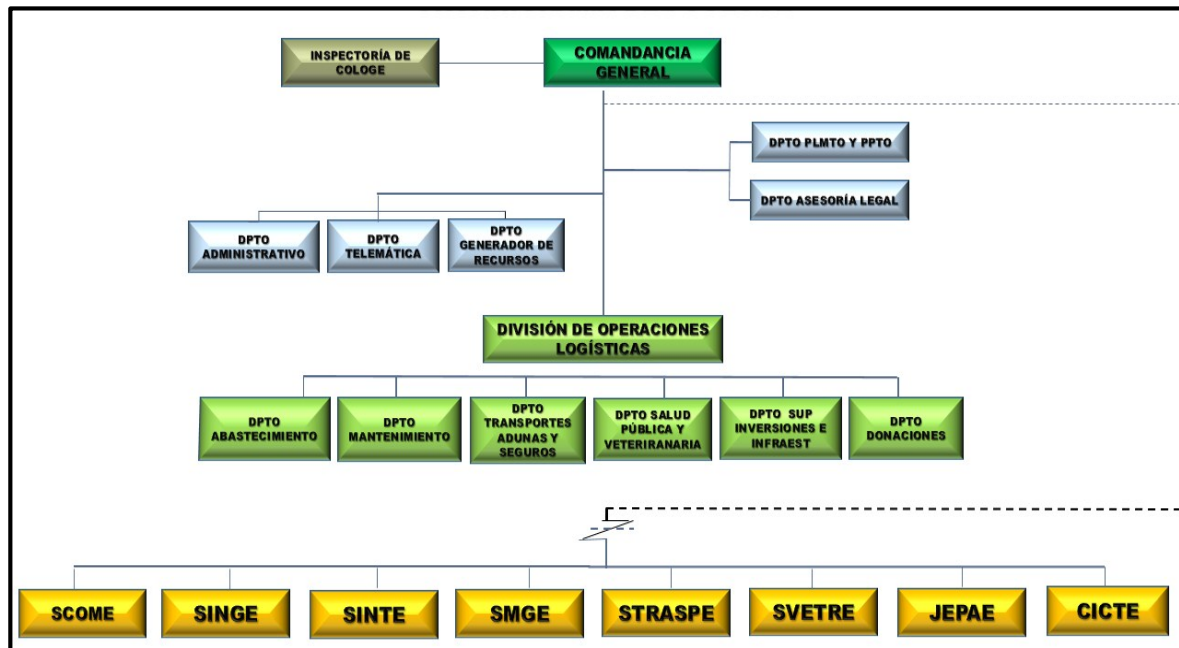 INSPECTORÍA DE
COLOGE
COMANDANCIA
GENERAL
DPTO PLMTO Y PPTO
DPTO ASESORÍA LEGAL
DPTO
ADMINISTRATIVO
DPTO
TELEMÁTICA
DPTO
GENERADOR DE
RECURSOS
DIVISIÓN DE OPERACIONES
LOGÍSTICAS
DPTO
ABASTECIMIENTO
DPTO
MANTENIMIENTO
DPTO
TRANSPORTES
ADUNAS Y
SEGUROS
DPTO SALUD
PÚBLICA Y
VETERIRANARIA
DPTO SUP
INVERSIONES E
INFRAEST
DPTO
DONACIONES
SCOME
SINGE
SINTE
SMGE
STRASPE
SVETRE
JEPAE
CICTE